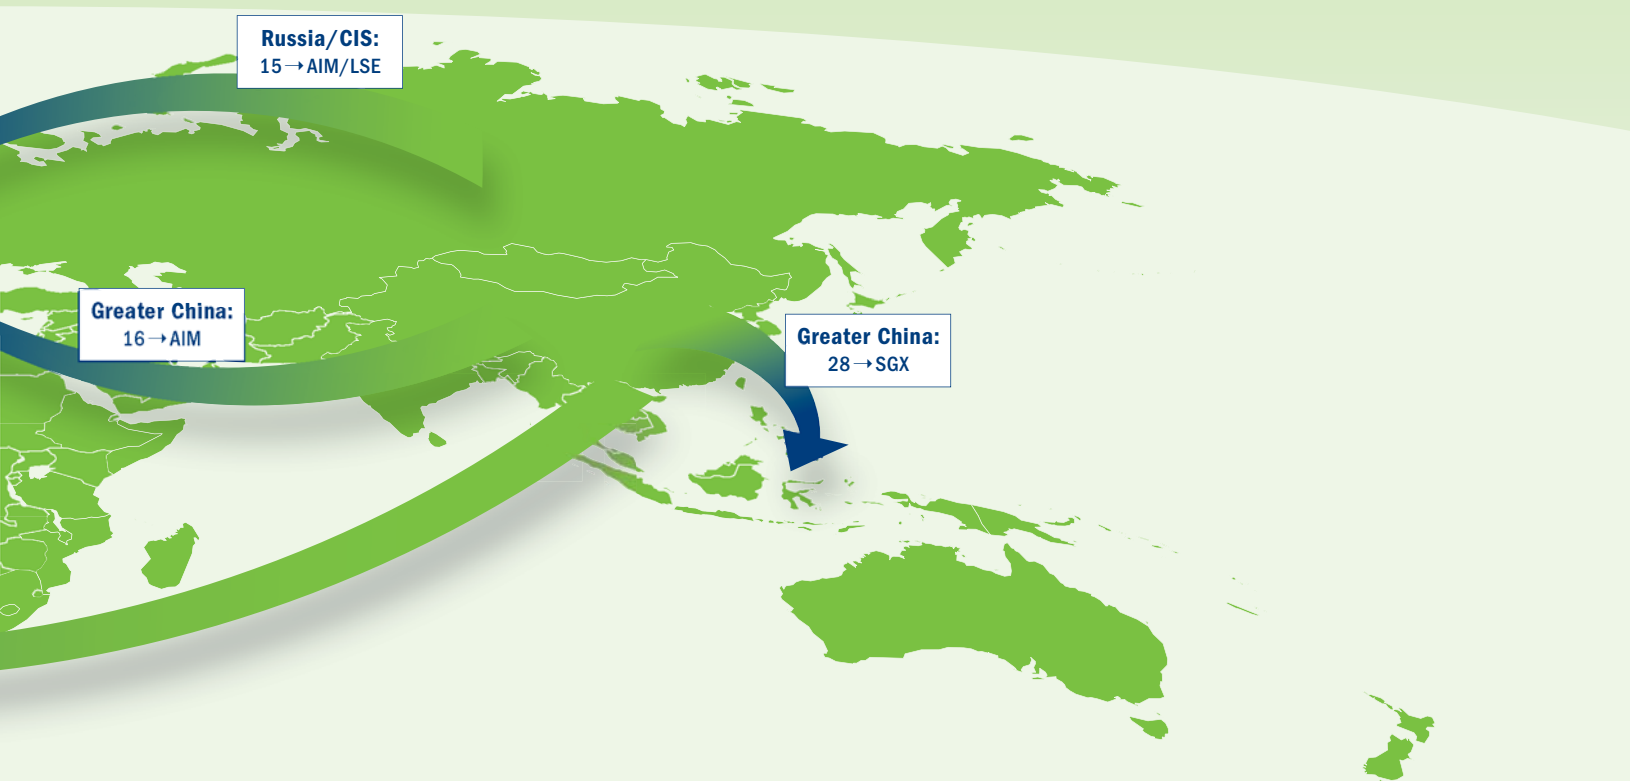 Russia/CIS:
15→AIM/LSE
Greater China:
16→AIM
Greater China:
28→SGX